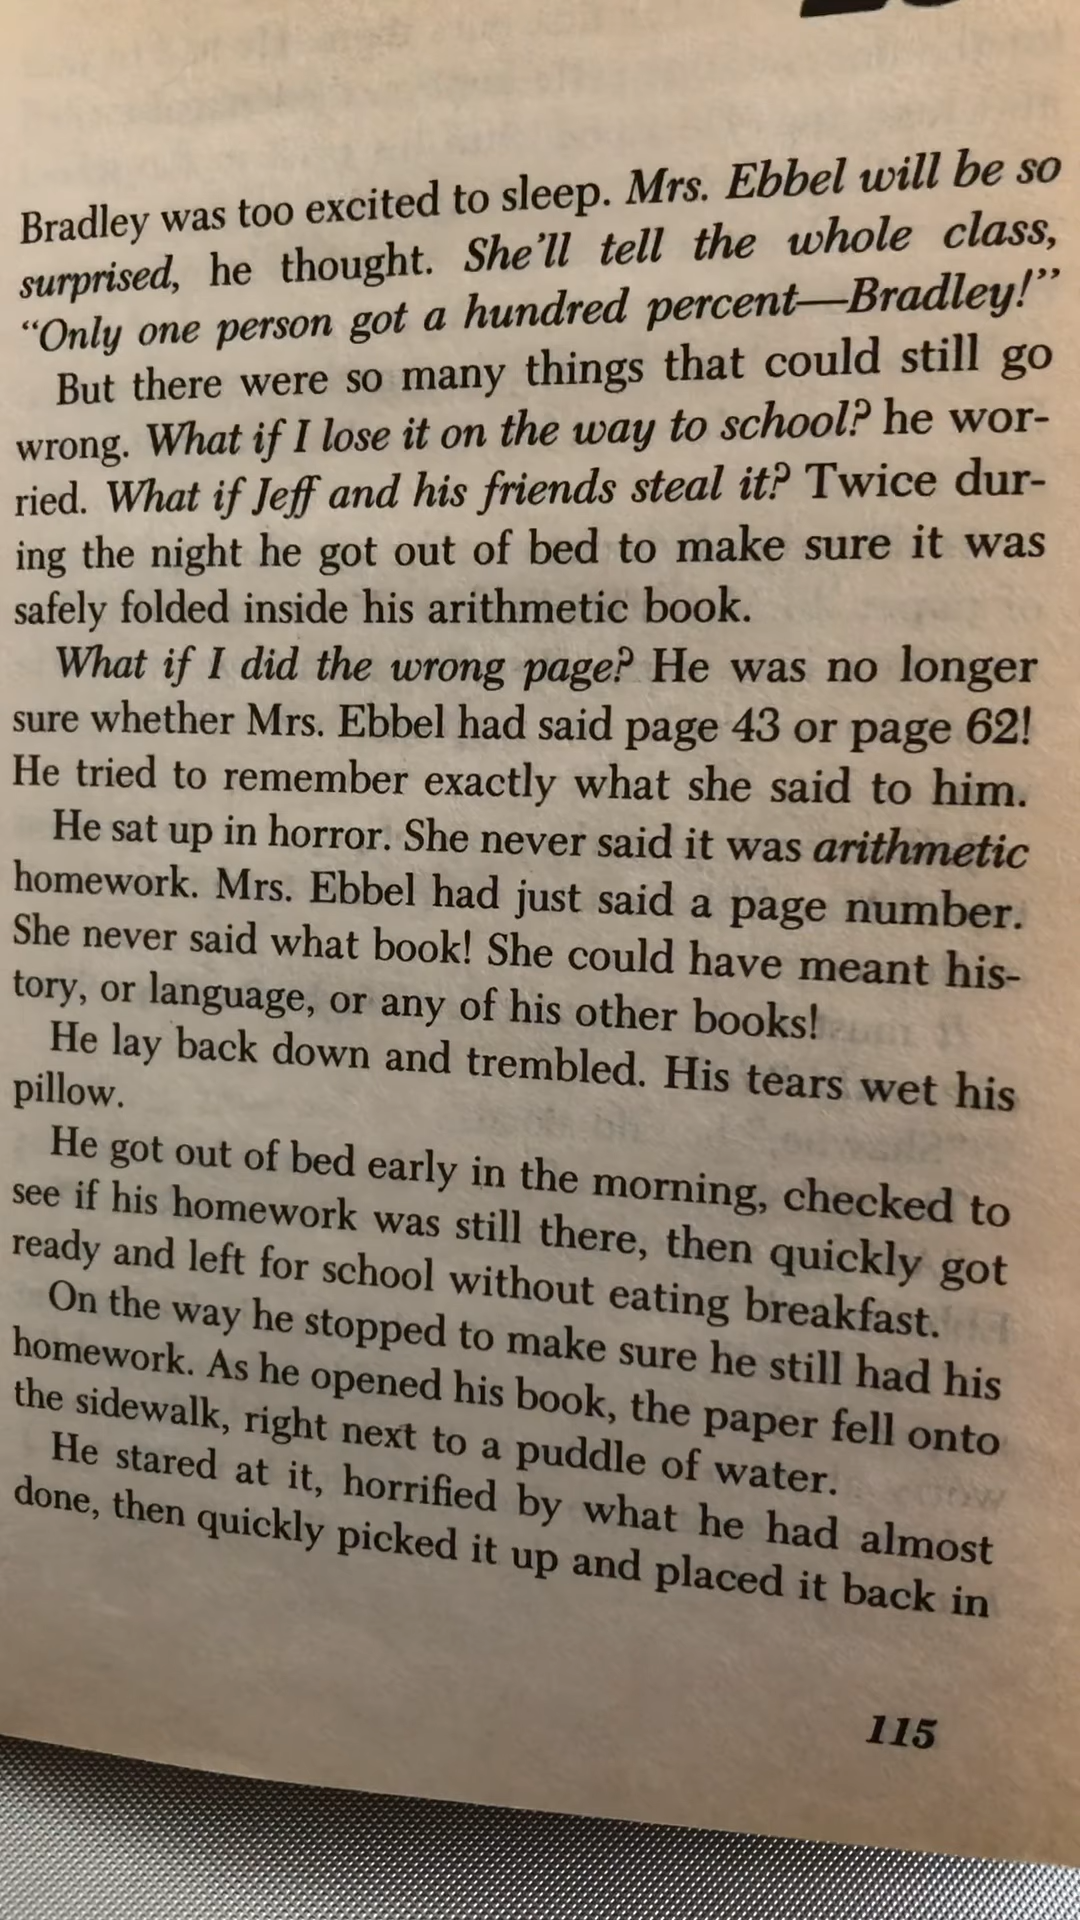 Bradley was too excited to sleep. Mrs. Ebbel will be so
surprised, he thought. She’ll tell the whole class,
“Only one person got a hundred percent—Bradley!”
But there were so many things that could still go
wrong. What if I lose it on the way to school? he wor-
ried. What if Jeff and his friends steal it? Twice dur-
ing the night he got out of bed to make sure it was
safely folded inside his arithmetic book.
What if I did the wrong page? He was no longer
sure whether Mrs. Ebbel had said page 43 or page 62!
He tried to remember exactly what she said to him.
He sat up in horror. She never said it was arithmetic
homework. Mrs. Ebbel had just said a page number.
She never said what book! She could have meant his-
tory, or language, or any of his other books!
He lay back down and trembled. His tears wet his
pillow.
He got out of bed early in the morning, checked to
see if his homework was still there, then quickly got
ready and left for school without eating breakfast.
On the way he stopped to make sure he still had his
homework. As he opened his book, the paper fell onto
the sidewalk, right next to a puddle of water.
He stared at it, horrified by what he had almost
done, then quickly picked it up and placed it back in
115